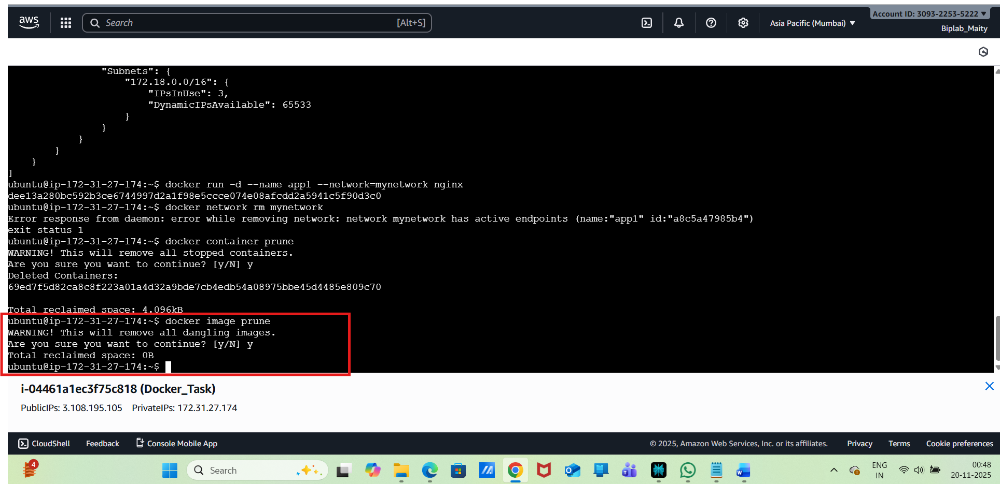 aws
Search
[Alt+S]
Asia Pacific (Mumbai)
Account ID: 3093-2253-5222
Biplab_Maity
"Subnets": {
"172.18.0.0/16": {
"IPsInUse": 3,
"DynamicIPsAvailable": 65533
}
}
}
}
}
]
ubuntu@ip-172-31-27-174:~$ docker run -d --name app1 --network=mynetwork nginx
dee13a280bc592b3ce6744997d2a1f98e5ccce074e08afcdd2a5941c5f90d3c0
ubuntu@ip-172-31-27-174:~$ docker network rm mynetwork
Error response from daemon: error while removing network: network mynetwork has active endpoints (name:"app1" id:"a8c5a47985b4")
exit status 1
ubuntu@ip-172-31-27-174:~$ docker container prune
WARNING! This will remove all stopped containers.
Are you sure you want to continue? [y/N] y
Deleted Containers:
69ed7f5d82ca8c8f223a01a4d32a9bde7cb4edb54a08975bbe45d4485e809c70
Total reclaimed space: 4.096kB
ubuntu@ip-172-31-27-174:~$ docker image prune
WARNING! This will remove all dangling images.
Are you sure you want to continue? [y/N] y
Total reclaimed space: 0B
ubuntu@ip-172-31-27-174:~$
i-04461a1ec3f75c818 (Docker_Task)
PublicIPs: 3.108.195.105 PrivateIPs: 172.31.27.174
CloudShell Feedback Console Mobile App © 2025, Amazon Web Services, Inc. or its affiliates. Privacy Terms Cookie preferences
4
Search
ENG
IN
00:48
20-11-2025